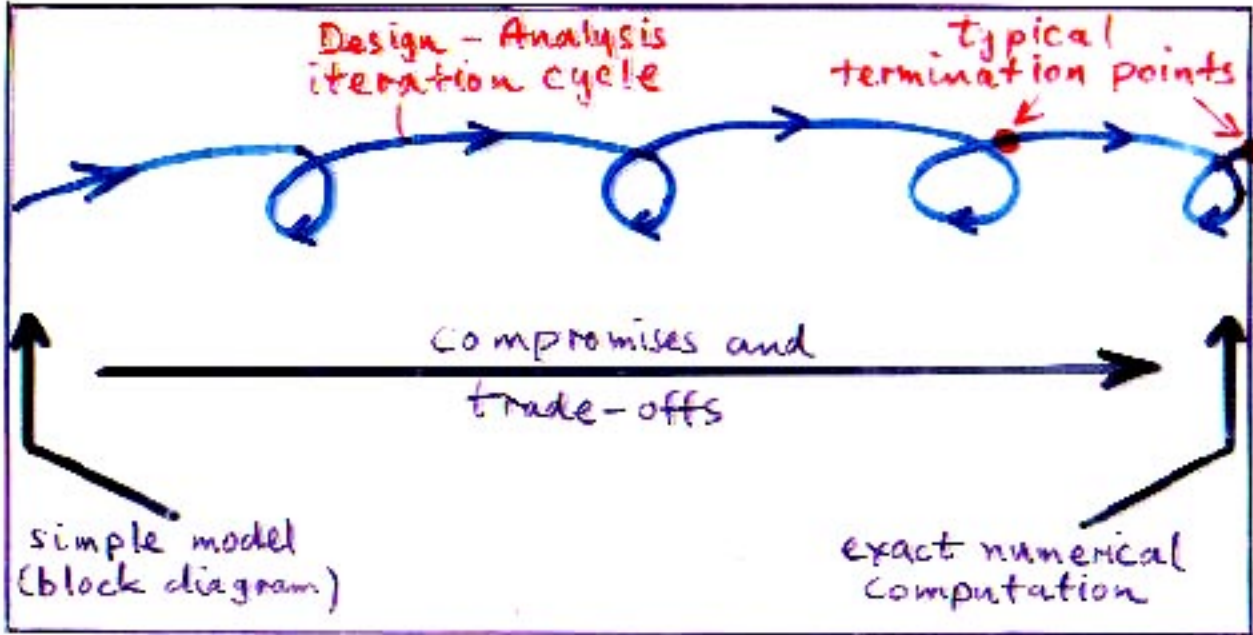 Design - Analysis
iteration cycle
typical
termination points
compromises and
trade-offs
simple model
(block diagram)
exact numerical
computation